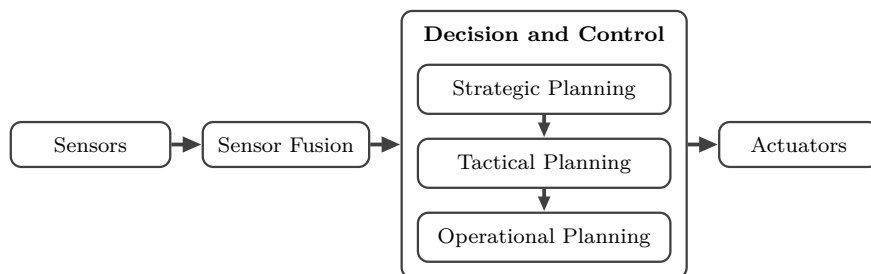 Decision and Control
Strategic Planning
Sensors
Sensor Fusion
Tactical Planning
Actuators
Operational Planning